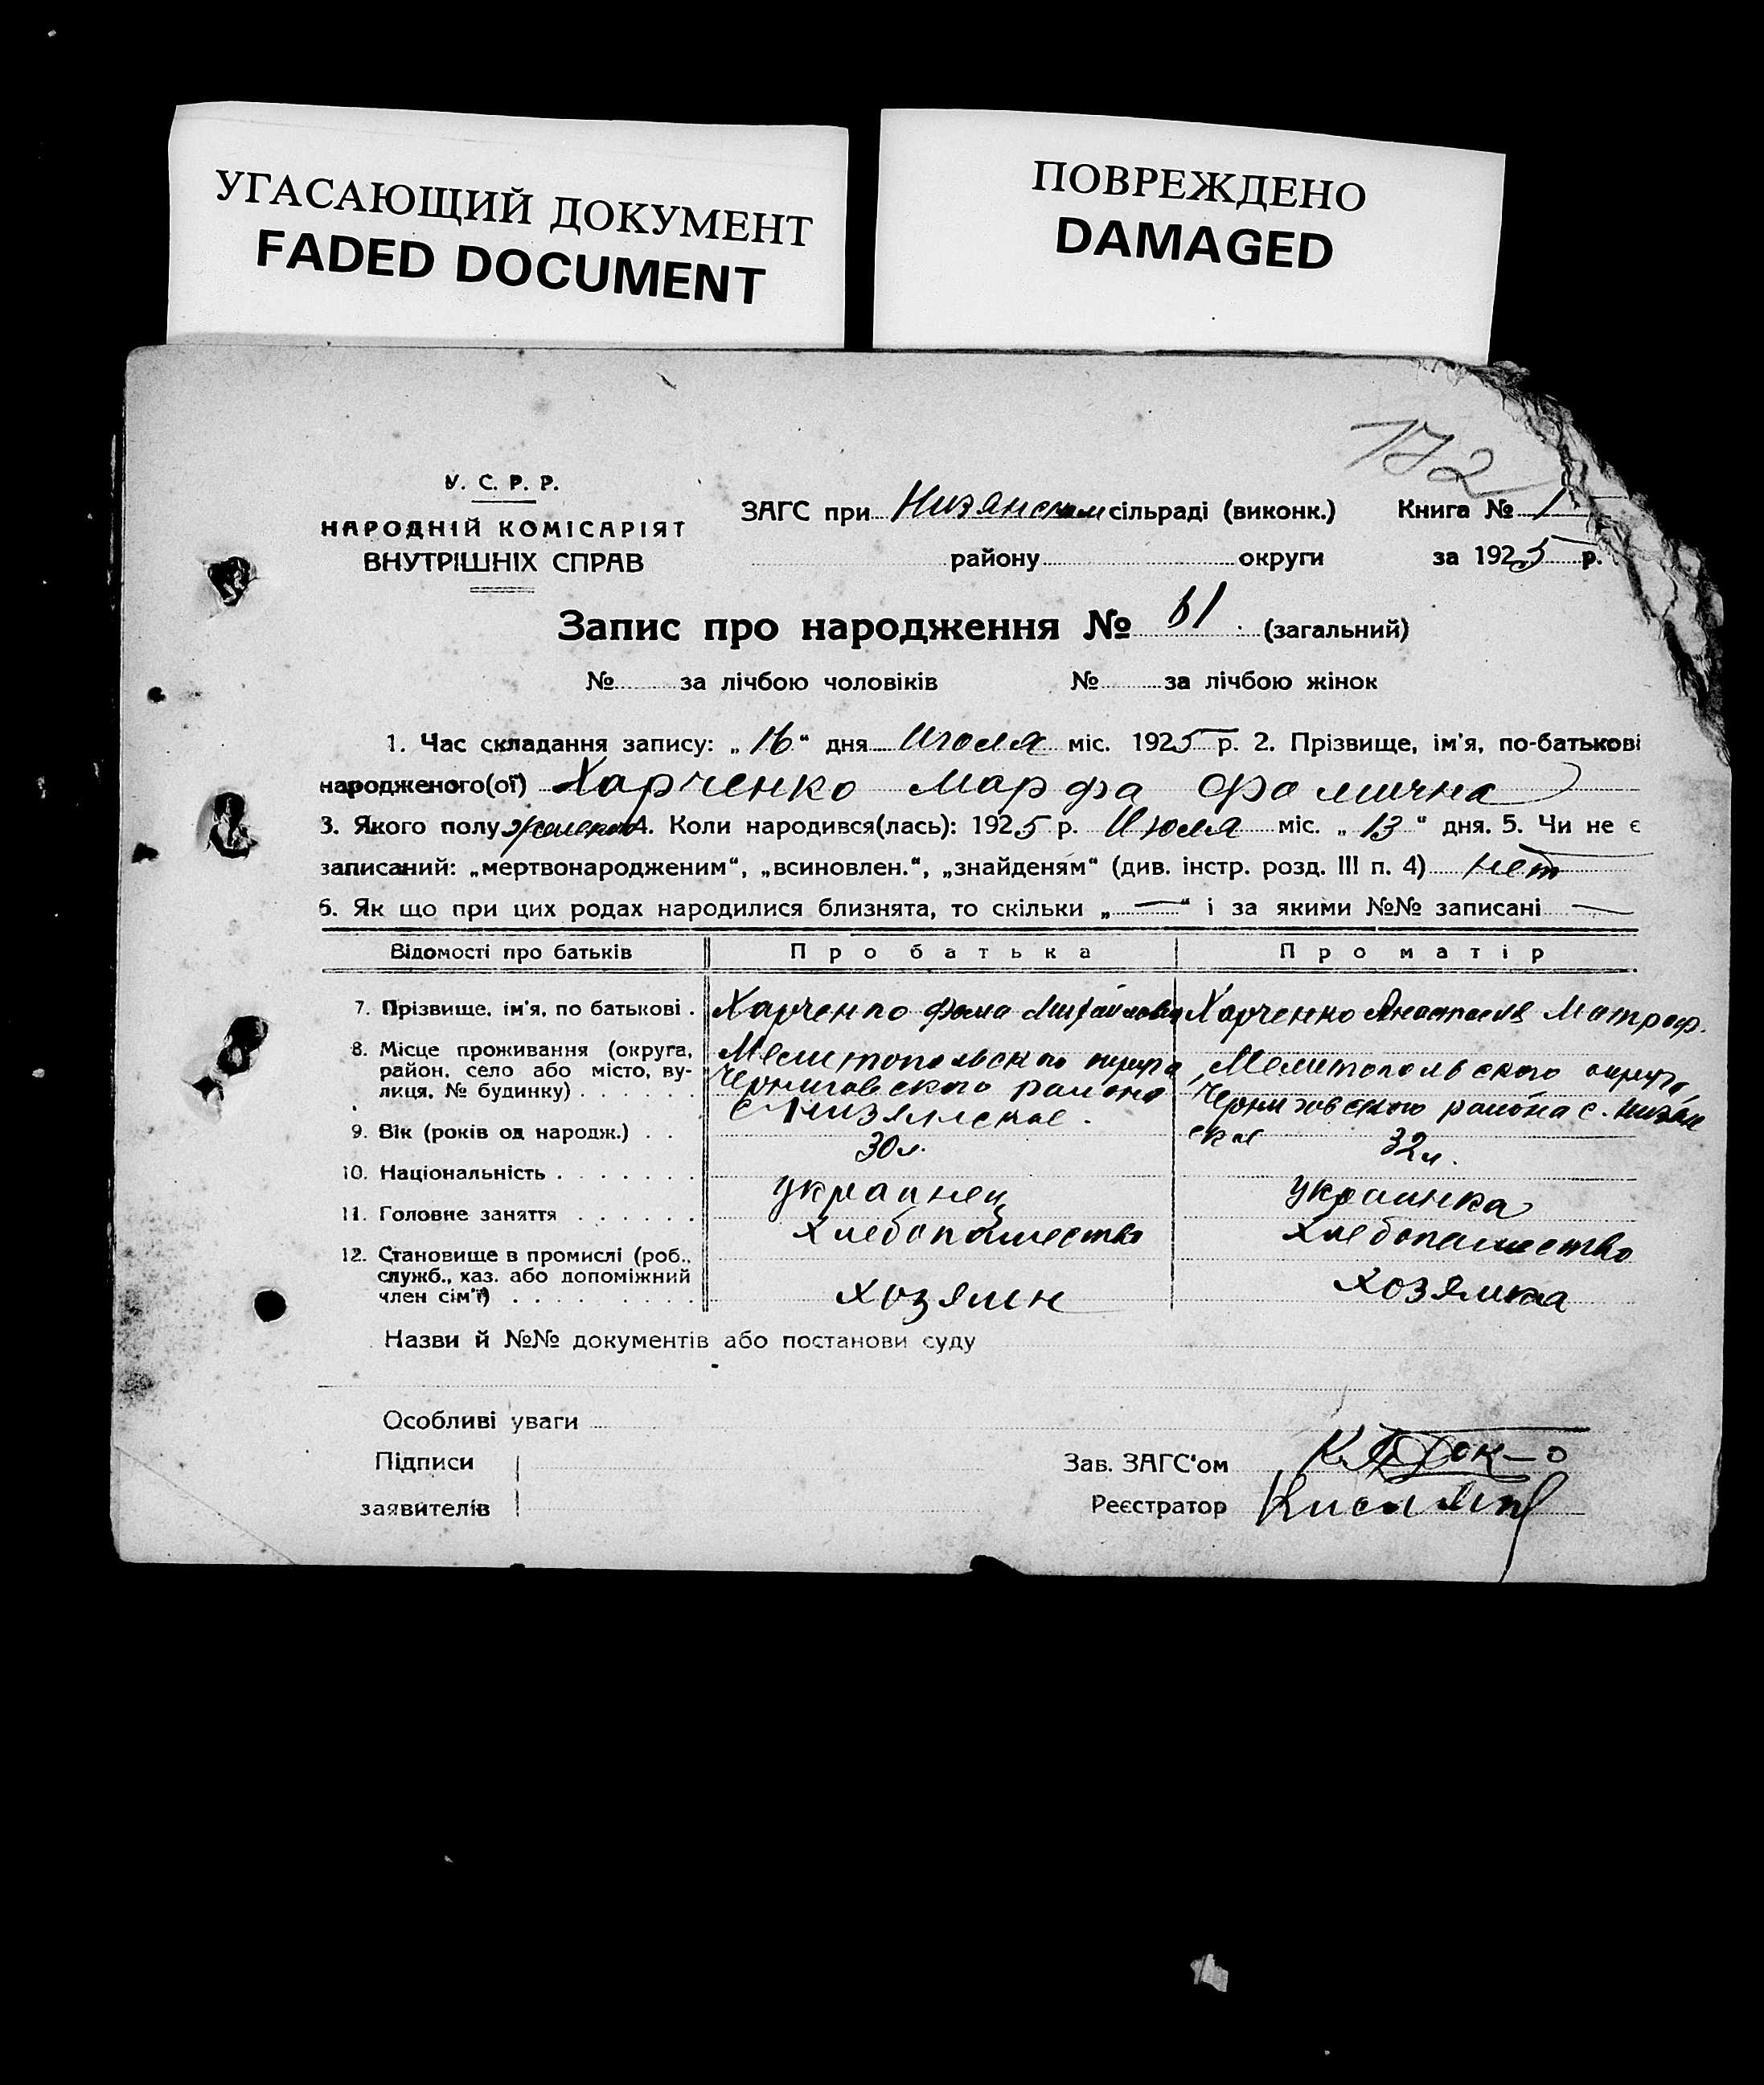 УГАСАЮЩИЙ ДОКУМЕНТ
FADED DOCUMENT
ПОВРЕЖДЕНО
DAMAGED
172
У. С. Р. Р.
НАРОДНІЙ КОМІСАРІЯТ
ВНУТРІШНІХ СПРАВ
ЗАГС при Низянском сільраді (виконк.) Книга № 1
району округи за 1925 р.
Запис про народження № 61. (загальний)
№ за лічбою чоловіків № за лічбою жінок
1. Час складання запису: „16“ дня Июля міс. 1925 р. 2. Прізвище, ім'я, по-батькові
народженого(ої) Харченко Марфа Фомична
3. Якого полу женско 4. Коли народився(лась): 1925 р. Июля міс. „13“ дня. 5. Чи не є
записаний: „мертвонародженим“, „всиновлен.“, „знайденям“ (див. інстр. розд. III п. 4) нет
6. Як що при цих родах народилися близнята, то скільки „—“ і за якими №№ записані —
Відомості про батьків Про батька Про матір
7. Прізвище, ім'я, по батькові . Харченко Фома Михайлович Харченко Анастасия Матроф.
8. Місце проживання (округа, район, село або місто, вулиця, № будинку) . . . . . .
Мелитопольского округа
Черниговского района
с Низянское.
Мелитопольского округа,
Черниговского района с. Низян
ское
9. Вік (років од народж.) . . 30 л. 32 л.
10. Національність . . . . . . украинец украинка
11. Головне заняття . . . . . . хлебопашество хлебопашество
12. Становище в промислі (роб.,
служб., хаз. або допоміжний
член сім'ї) . . . . . . . . . хозяин хозяйка
Назви й №№ документів або постанови суду
Особливі уваги
Підписи
заявителів
Зав. ЗАГС'ом
Реєстратор